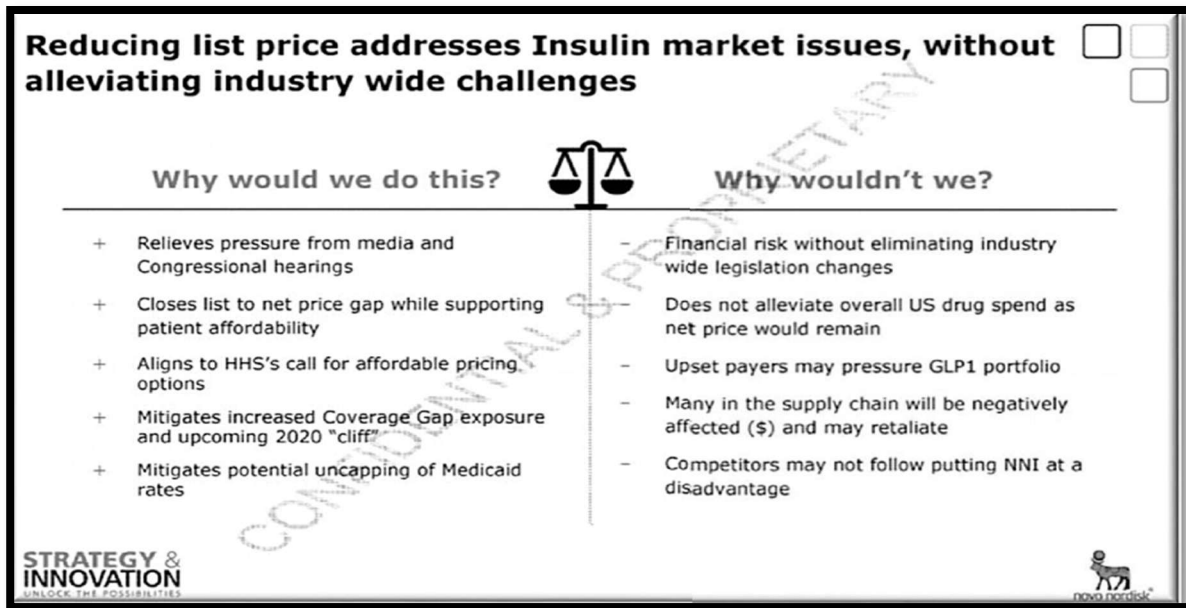 Reducing list price addresses Insulin market issues, without
alleviating industry wide challenges
Why would we do this?
+ Relieves pressure from media and
Congressional hearings
+ Closes list to net price gap while supporting
patient affordability
+ Aligns to HHS's call for affordable pricing
options
+ Mitigates increased Coverage Gap exposure
and upcoming 2020 "cliff"
+ Mitigates potential uncapping of Medicaid
rates
Why wouldn't we?
- Financial risk without eliminating industry
wide legislation changes
- Does not alleviate overall US drug spend as
net price would remain
- Upset payers may pressure GLP1 portfolio
- Many in the supply chain will be negatively
affected ($) and may retaliate
- Competitors may not follow putting NNI at a
disadvantage
CONFIDENTIAL & PROPRIETARY
STRATEGY &
INNOVATION
UNLOCK THE POSSIBILITIES
novo nordisk